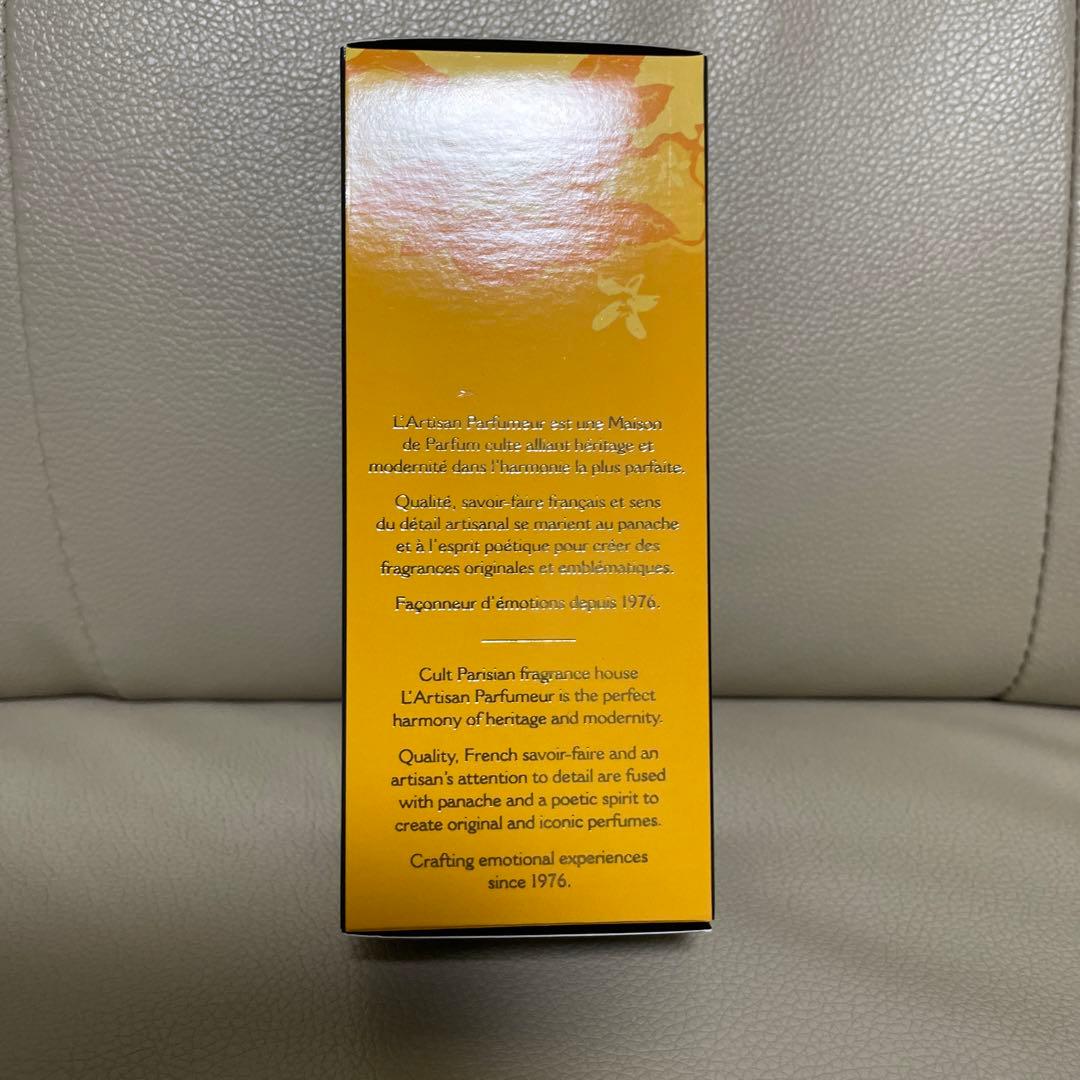 L'Artisan Parfumeur est une Maison
de Parfum culte alliant héritage et
modernité dans l'harmonie la plus parfaite.
Qualité, savoir-faire français et sens
du détail artisanal se marient au panache
et à l'esprit poétique pour créer des
fragrances originales et emblématiques.
Façonneur d'émotions depuis 1976.
Cult Parisian fragrance house
L'Artisan Parfumeur is the perfect
harmony of heritage and modernity.
Quality, French savoir-faire and an
artisan's attention to detail are fused
with panache and a poetic spirit to
create original and iconic perfumes.
Crafting emotional experiences
since 1976.